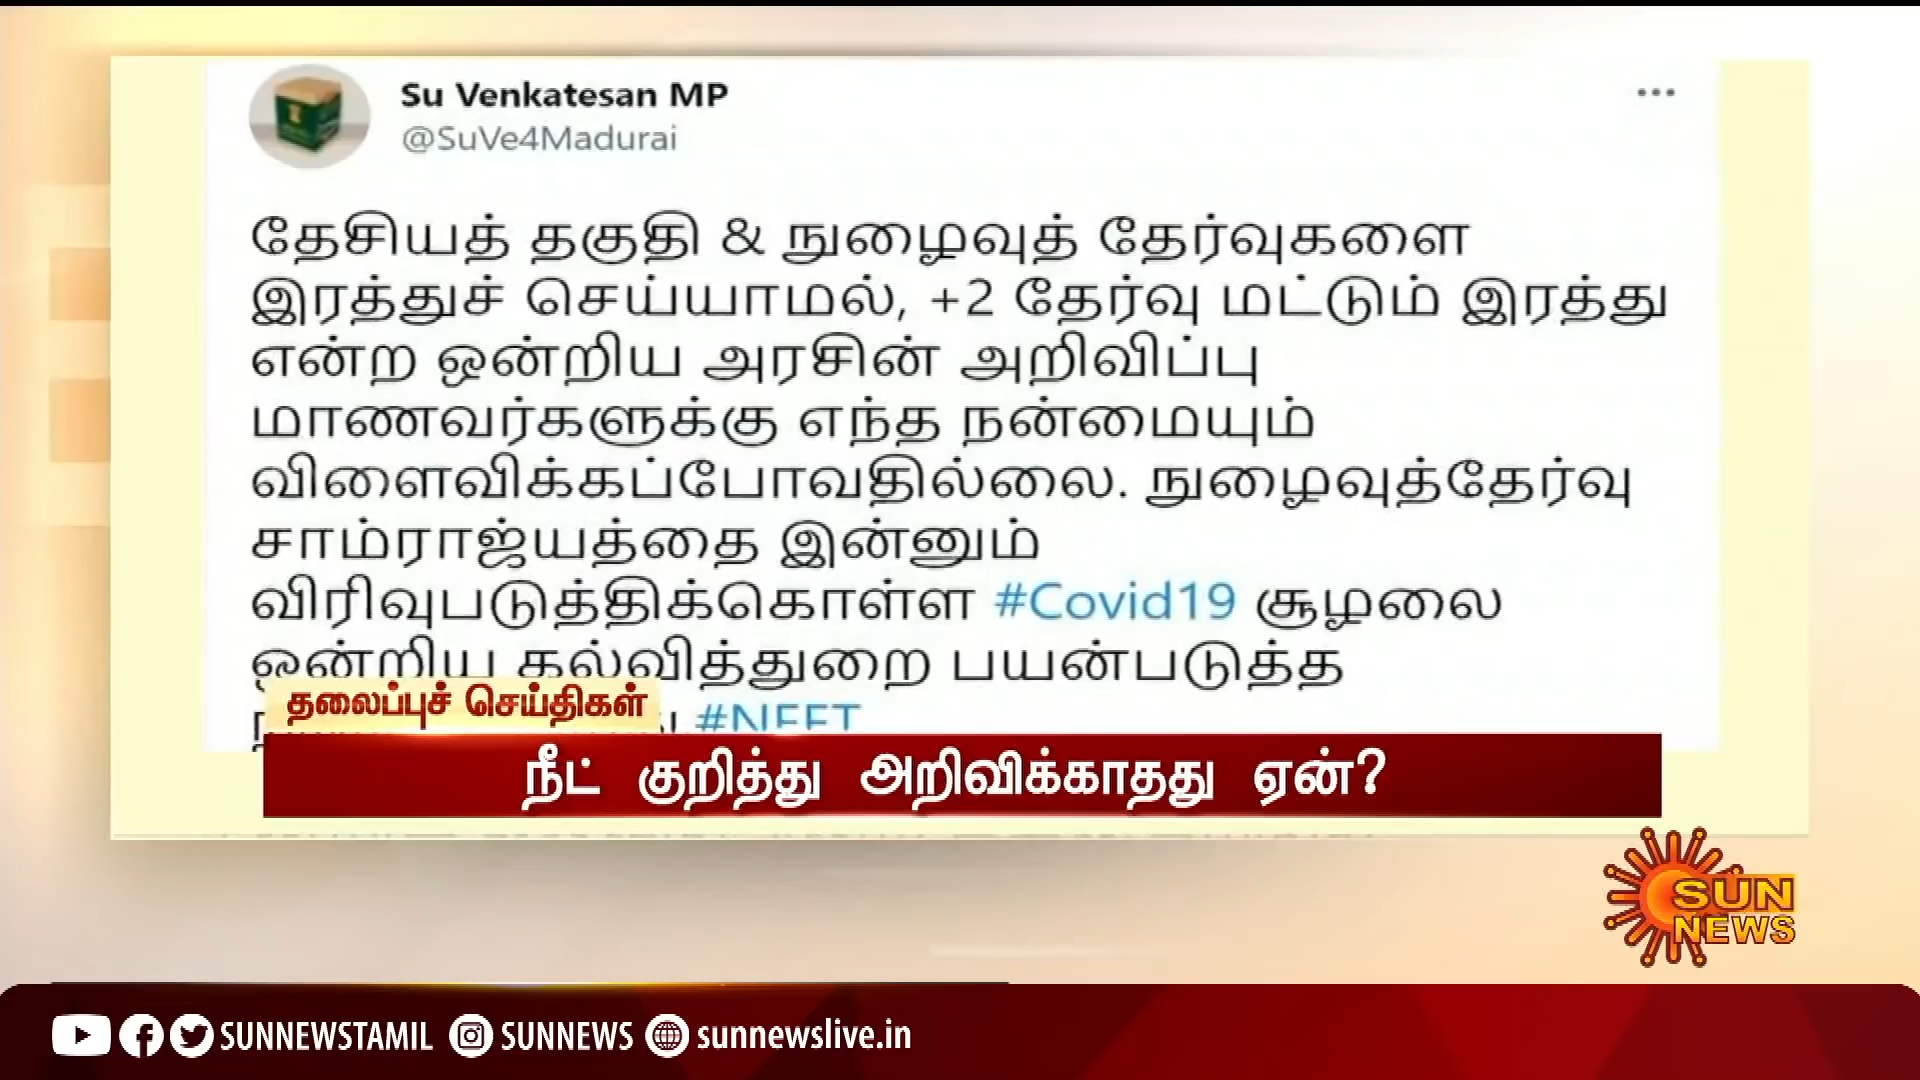 Su Venkatesan MP
@SuVe4Madurai
தேசியத் தகுதி & நுழைவுத் தேர்வுகளை
இரத்துச் செய்யாமல், +2 தேர்வு மட்டும் இரத்து
என்ற ஒன்றிய அரசின் அறிவிப்பு
மாணவர்களுக்கு எந்த நன்மையும்
விளைவிக்கப்போவதில்லை. நுழைவுத்தேர்வு
சாம்ராஜ்யத்தை இன்னும்
விரிவுபடுத்திக்கொள்ள #Covid19 சூழலை
ஒன்றிய கல்வித்துறை பயன்படுத்த
#NEET
தலைப்புச் செய்திகள்
நீட் குறித்து அறிவிக்காதது ஏன்?
SUN
NEWS
SUNNEWSTAMIL SUNNEWS sunnewslive.in